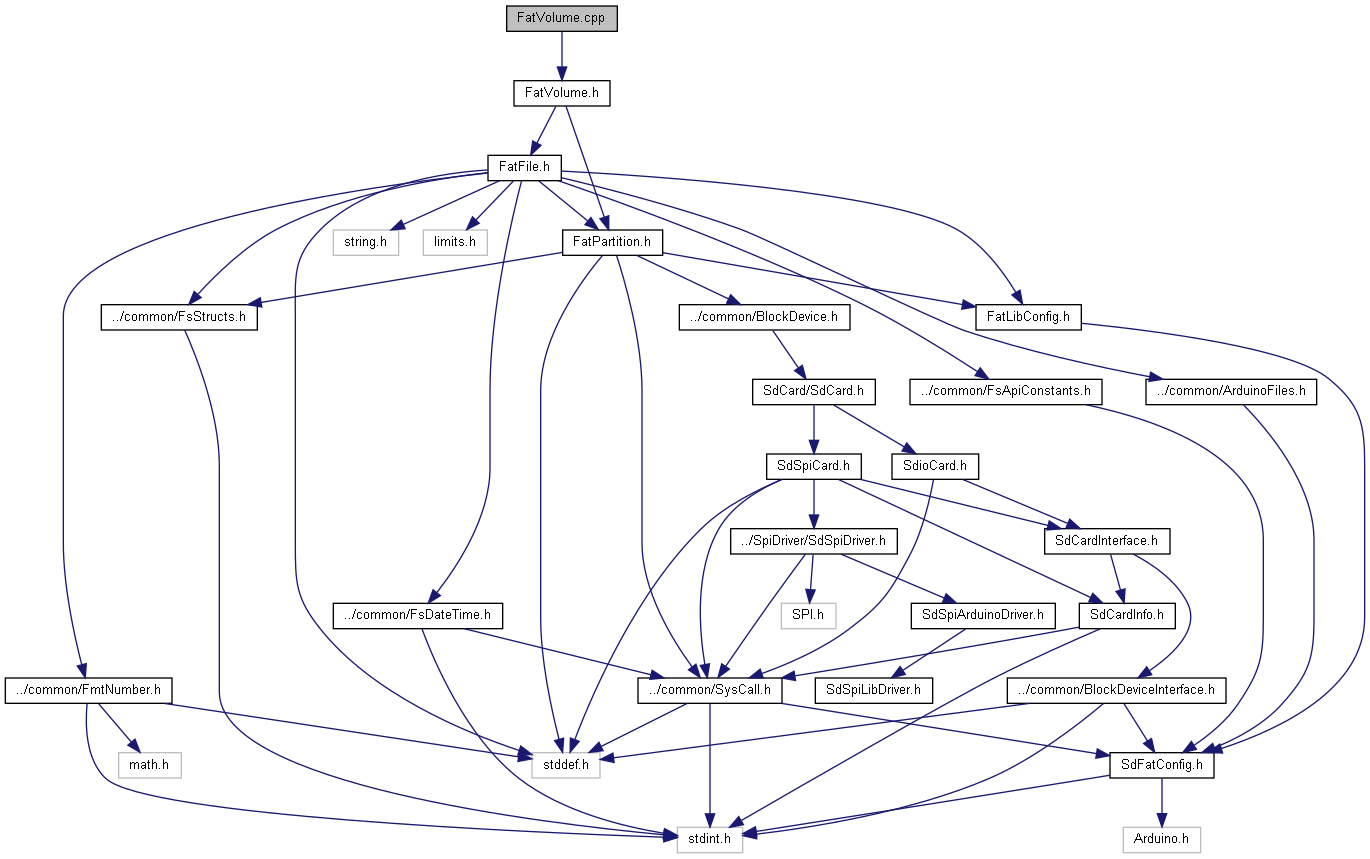 FatVolume.cpp
FatVolume.h
FatFile.h
string.h
limits.h
FatPartition.h
../common/FsStructs.h
../common/BlockDevice.h
FatLibConfig.h
SdCard/SdCard.h
../common/FsApiConstants.h
../common/ArduinoFiles.h
SdSpiCard.h
SdioCard.h
../SpiDriver/SdSpiDriver.h
SdCardInterface.h
../common/FsDateTime.h
SPI.h
SdSpiArduinoDriver.h
SdCardInfo.h
../common/FmtNumber.h
../common/SysCall.h
SdSpiLibDriver.h
../common/BlockDeviceInterface.h
math.h
stddef.h
SdFatConfig.h
stdint.h
Arduino.h